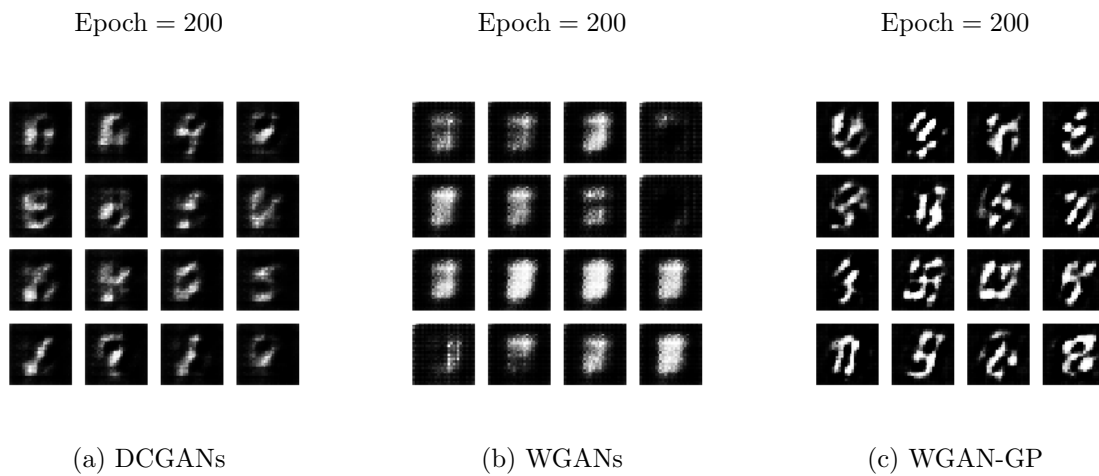 Epoch = 200
Epoch = 200
Epoch = 200
(a) DCGANs
(b) WGANs
(c) WGAN-GP